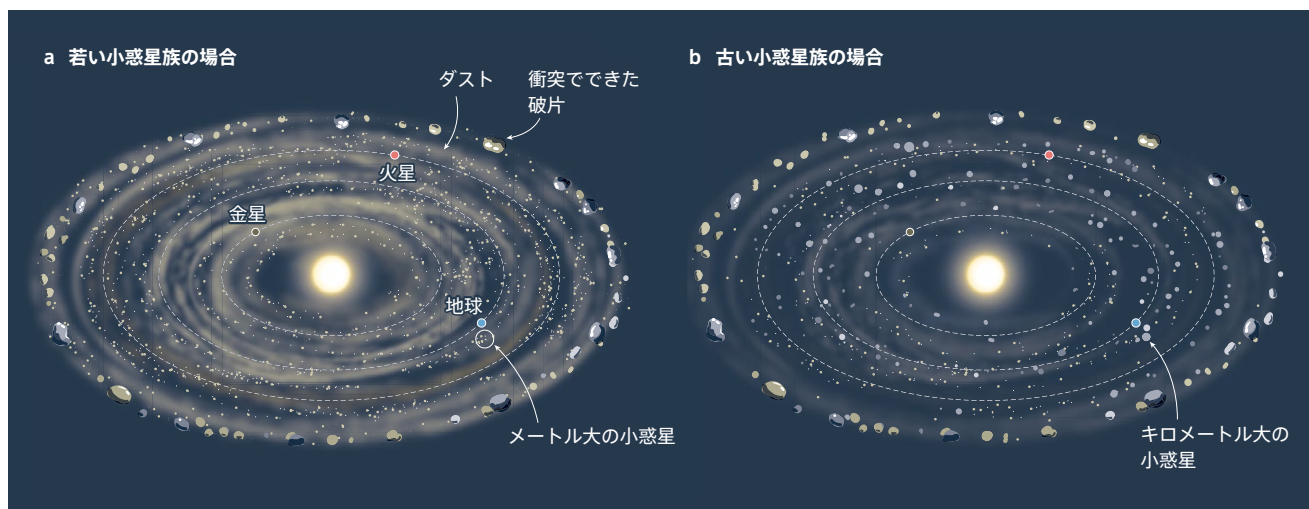 a 若い小惑星族の場合
ダスト
衝突でできた
破片
火星
金星
地球
メートル大の小惑星
b 古い小惑星族の場合
キロメートル大の
小惑星